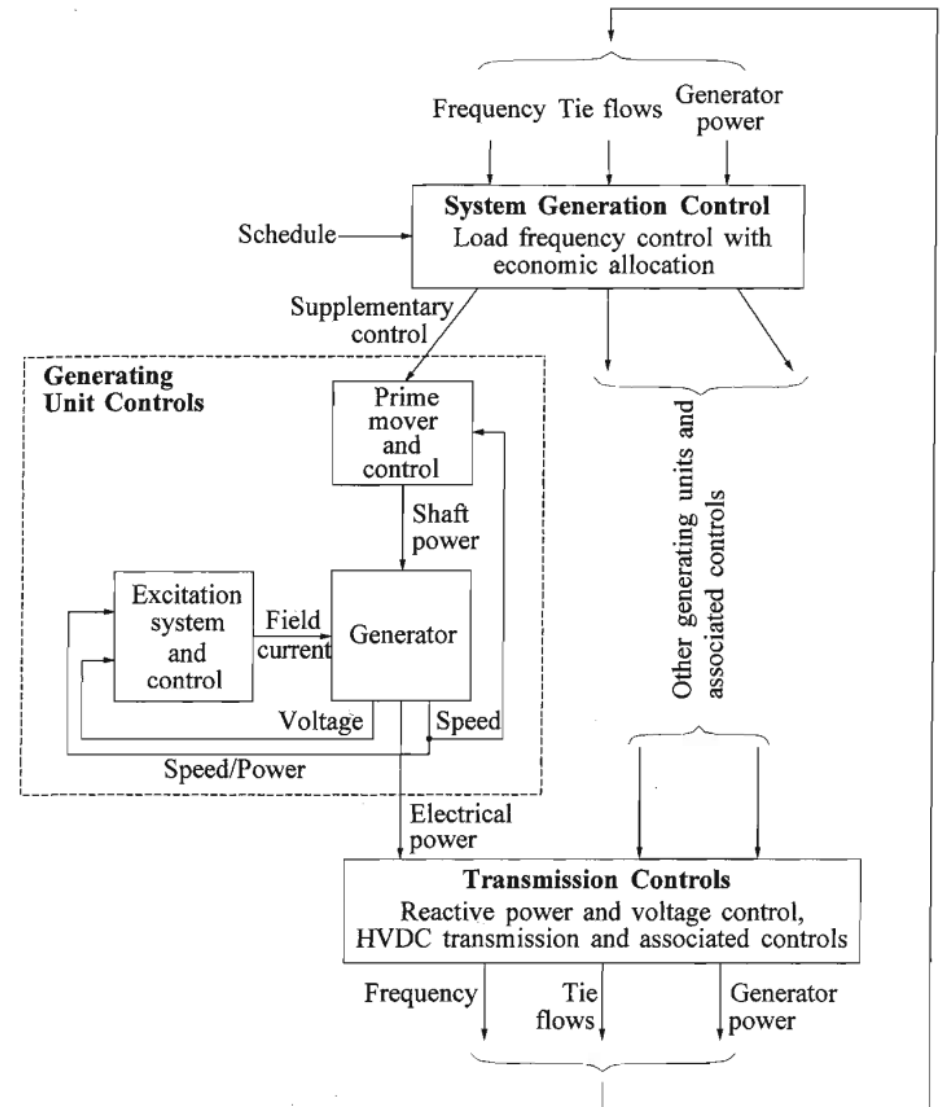 Frequency Tie flows Generator
power
System Generation Control
Schedule
Load frequency control with
economic allocation
Supplementary
control
Generating
Unit Controls
Prime
mover
and
control
Shaft
power
Other generating units and
associated controls
Excitation
system
and
control
Field
current
Generator
Voltage
Speed
Speed/Power
Electrical
power
Transmission Controls
Reactive power and voltage control,
HVDC transmission and associated controls
Frequency
Tie
flows
Generator
power